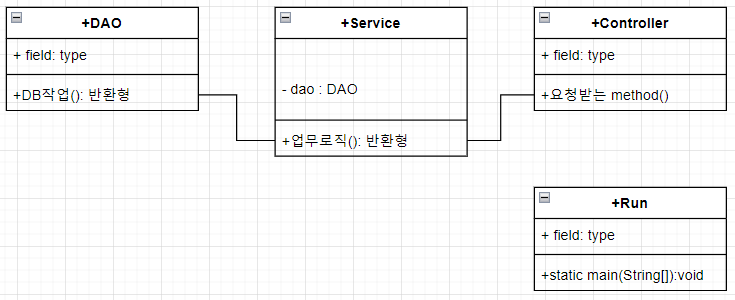 +DAO
+ field: type
+DB작업(): 반환형
+Service
- dao : DAO
+업무로직(): 반환형
+Controller
+ field: type
+요청받는 method()
+Run
+ field: type
+static main(String[]):void